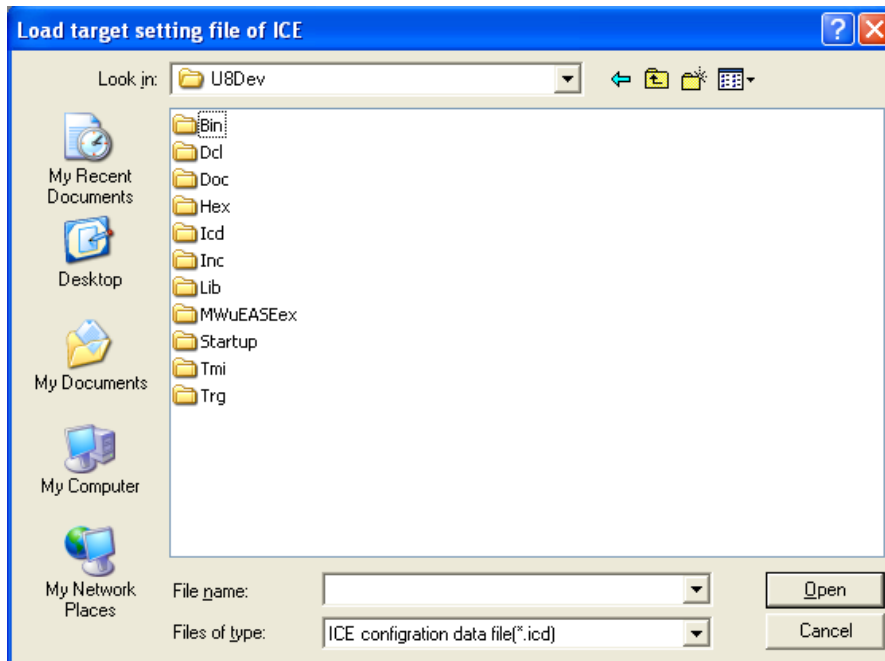 Load target setting file of ICE
Look in:
U8Dev
My Recent
Documents
Desktop
My Documents
My Computer
My Network
Places
Bin
Dcl
Doc
Hex
Icd
Inc
Lib
MWuEASEex
Startup
Tmi
Trg
File name:
Open
Files of type:
ICE configration data file(*.icd)
Cancel